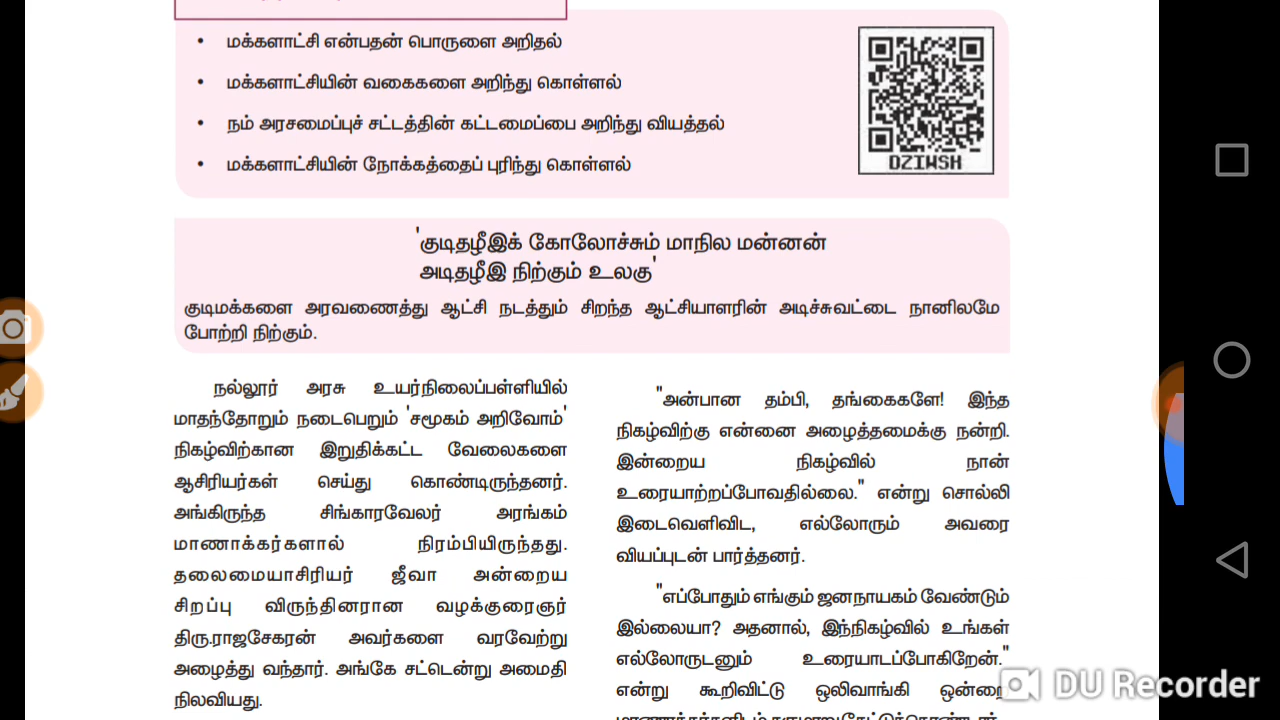 • மக்களாட்சி என்பதன் பொருளை அறிதல்
• மக்களாட்சியின் வகைகளை அறிந்து கொள்ளல்
• நம் அரசமைப்புச் சட்டத்தின் கட்டமைப்பை அறிந்து வியத்தல்
• மக்களாட்சியின் நோக்கத்தைப் புரிந்து கொள்ளல்
DZIWSH
'குடிதழீஇக் கோலோச்சும் மாநில மன்னன்
அடிதழீஇ நிற்கும் உலகு'
குடிமக்களை அரவணைத்து ஆட்சி நடத்தும் சிறந்த ஆட்சியாளரின் அடிச்சுவட்டை நானிலமே
போற்றி நிற்கும்.
நல்லூர் அரசு உயர்நிலைப்பள்ளியில்
மாதந்தோறும் நடைபெறும் 'சமூகம் அறிவோம்'
நிகழ்விற்கான இறுதிக்கட்ட வேலைகளை
ஆசிரியர்கள் செய்து கொண்டிருந்தனர்.
அங்கிருந்த சிங்காரவேலர் அரங்கம்
மாணாக்கர்களால் நிரம்பியிருந்தது.
தலைமையாசிரியர் ஜீவா அன்றைய
சிறப்பு விருந்தினரான வழக்குரைஞர்
திரு.ராஜசேகரன் அவர்களை வரவேற்று
அழைத்து வந்தார். அங்கே சட்டென்று அமைதி
நிலவியது.
"அன்பான தம்பி, தங்கைகளே! இந்த
நிகழ்விற்கு என்னை அழைத்தமைக்கு நன்றி.
இன்றைய நிகழ்வில் நான்
உரையாற்றப்போவதில்லை." என்று சொல்லி
இடைவெளிவிட, எல்லோரும் அவரை
வியப்புடன் பார்த்தனர்.
"எப்போதும் எங்கும் ஜனநாயகம் வேண்டும்
இல்லையா? அதனால், இந்நிகழ்வில் உங்கள்
எல்லோருடனும் உரையாடப்போகிறேன்."
என்று கூறிவிட்டு ஒலிவாங்கி ஒன்றை
DU Recorder